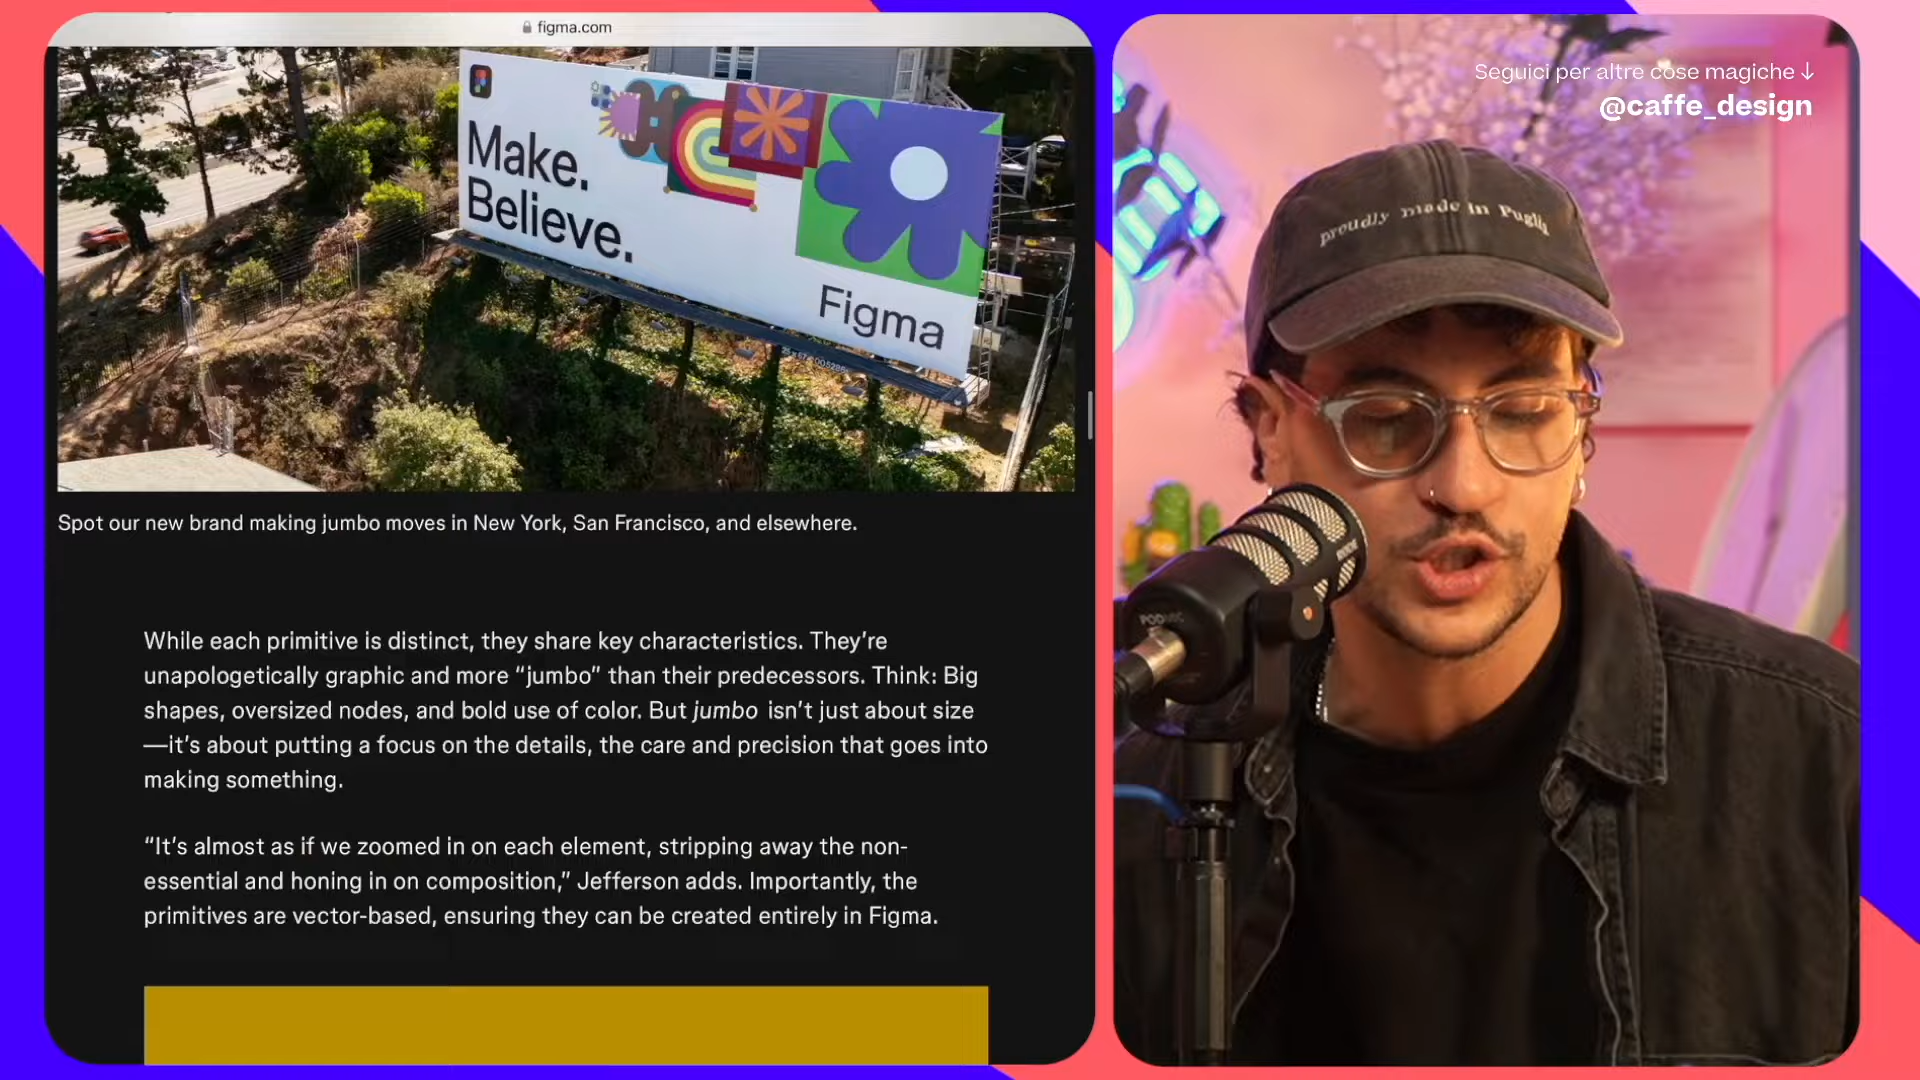 figma.com
Make.
Believe.
Figma
Spot our new brand making jumbo moves in New York, San Francisco, and elsewhere.
While each primitive is distinct, they share key characteristics. They’re
unapologetically graphic and more “jumbo” than their predecessors. Think: Big
shapes, oversized nodes, and bold use of color. But jumbo isn’t just about size
—it’s about putting a focus on the details, the care and precision that goes into
making something.
“It’s almost as if we zoomed in on each element, stripping away the non-
essential and honing in on composition,” Jefferson adds. Importantly, the
primitives are vector-based, ensuring they can be created entirely in Figma.
Seguici per altre cose magiche ↓
@caffe_design
proudly made in Puglia
RODE